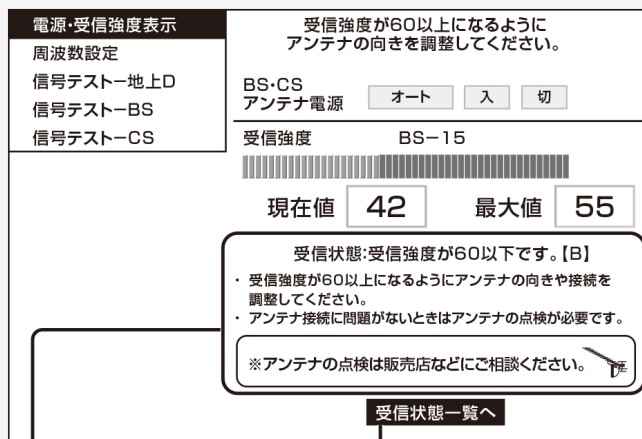 電源・受信強度表示
周波数設定
信号テスト－地上D
信号テスト－BS
信号テスト－CS
受信強度が60以上になるように
アンテナの向きを調整してください。
BS・CS
アンテナ電源 オート 入 切
受信強度 BS－15
現在値 42 最大値 55
受信状態:受信強度が60以下です。【B】
・ 受信強度が60以上になるようにアンテナの向きや接続を
調整してください。
・ アンテナ接続に問題がないときはアンテナの点検が必要です。
※アンテナの点検は販売店などにご相談ください。
受信状態一覧へ